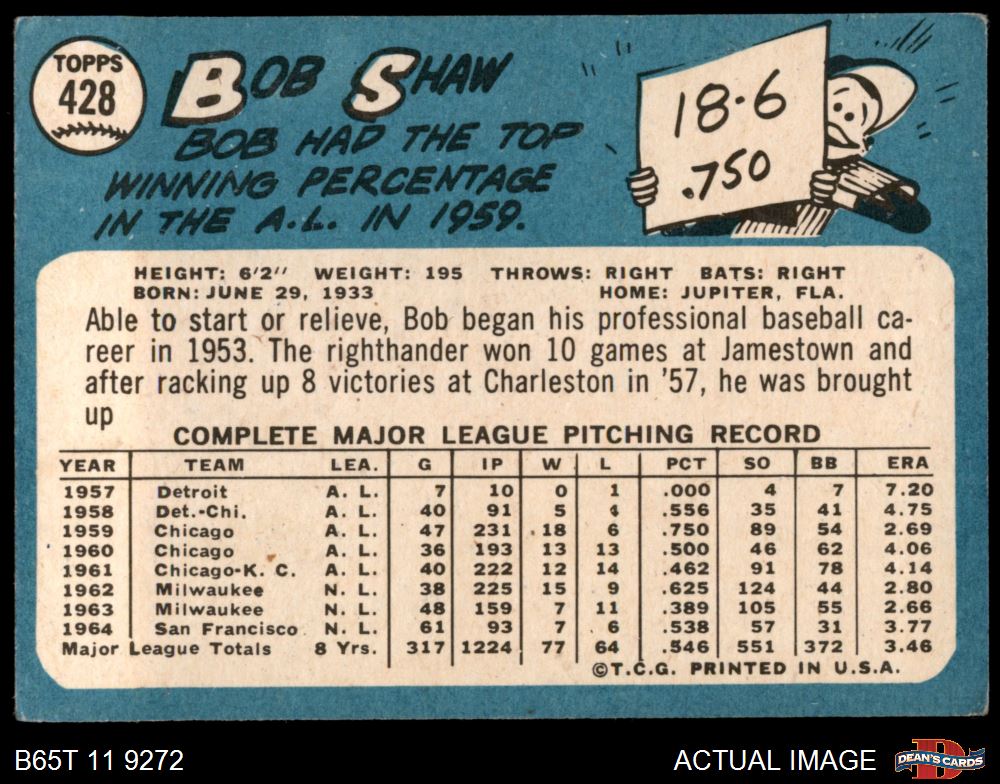 TOPPS
428
BOB SHAW
BOB HAD THE TOP
WINNING PERCENTAGE
IN THE A.L. IN 1959.
18-6
.750
HEIGHT: 6'2" WEIGHT: 195 THROWS: RIGHT BATS: RIGHT
BORN: JUNE 29, 1933 HOME: JUPITER, FLA.
Able to start or relieve, Bob began his professional baseball ca-
reer in 1953. The righthander won 10 games at Jamestown and
after racking up 8 victories at Charleston in '57, he was brought
up
COMPLETE MAJOR LEAGUE PITCHING RECORD
YEAR TEAM LEA. G IP W L PCT SO BB ERA
1957 Detroit A. L. 7 10 0 1 .000 4 7 7.20
1958 Det.-Chi. A. L. 40 91 5 4 .556 35 41 4.75
1959 Chicago A. L. 47 231 18 6 .750 89 54 2.69
1960 Chicago A. L. 36 193 13 13 .500 46 62 4.06
1961 Chicago-K. C. A. L. 40 222 12 14 .462 91 78 4.14
1962 Milwaukee N. L. 38 225 15 9 .625 124 44 2.80
1963 Milwaukee N. L. 48 159 7 11 .389 105 55 2.66
1964 San Francisco N. L. 61 93 7 6 .538 57 31 3.77
Major League Totals 8 Yrs. 317 1224 77 64 .546 551 372 3.46
©T.C.G. PRINTED IN U.S.A.
B65T 11 9272 ACTUAL IMAGE DEAN'S CARDS